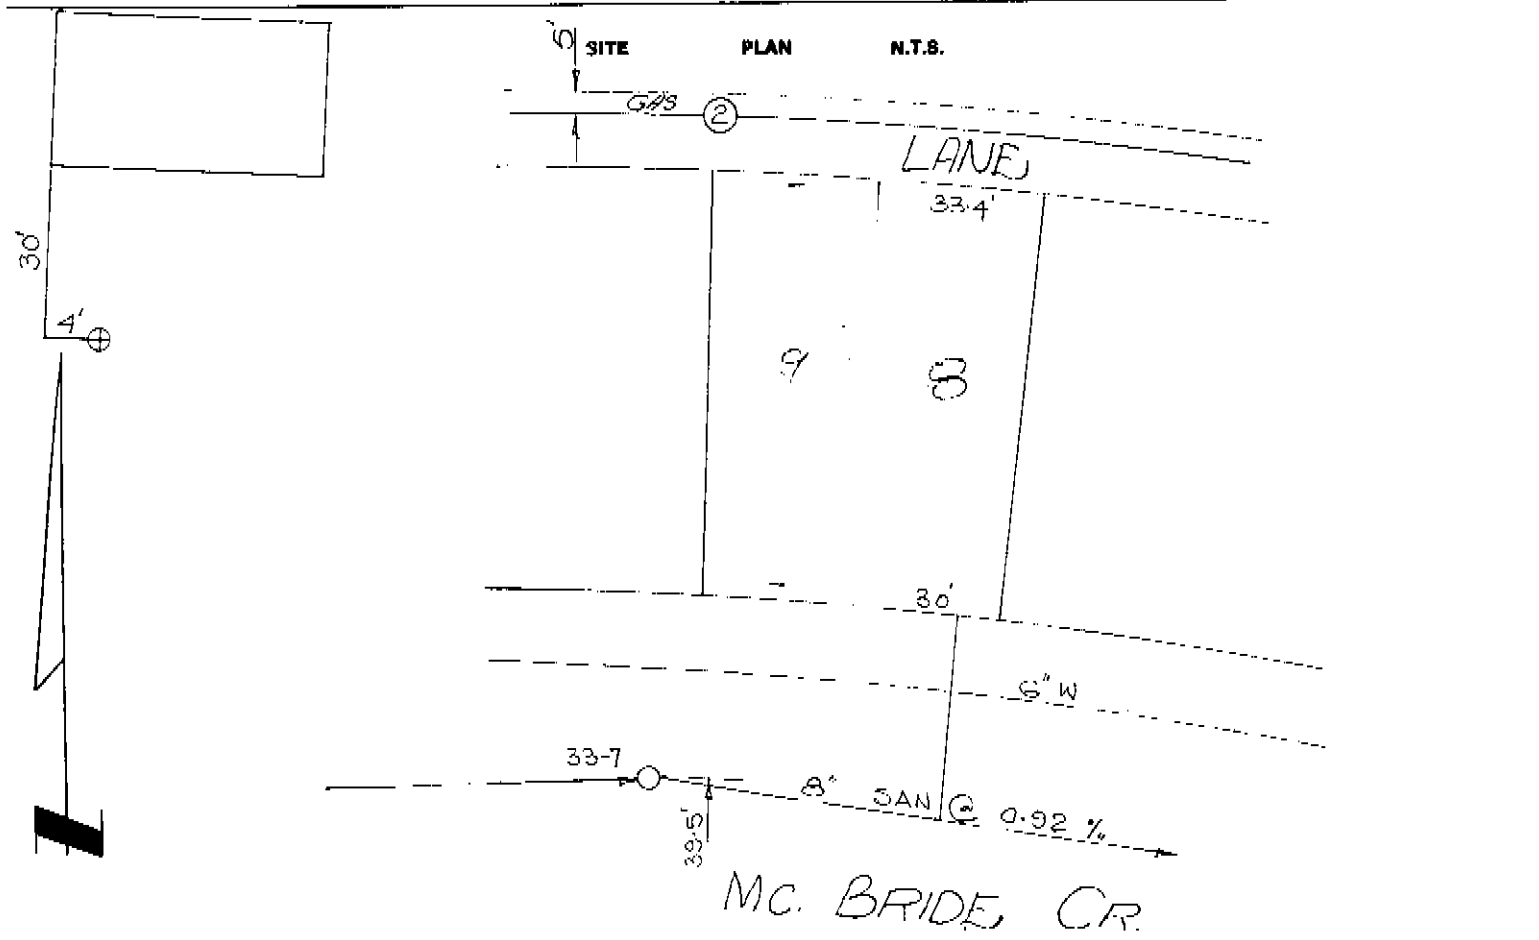 SITE PLAN N.T.S.
5'
GAS
2
LANE
33.4'
30'
4'
9
8
30'
6" W
33-7
8" SAN @ 0.92 %
39.5'
MC. BRIDE CR.